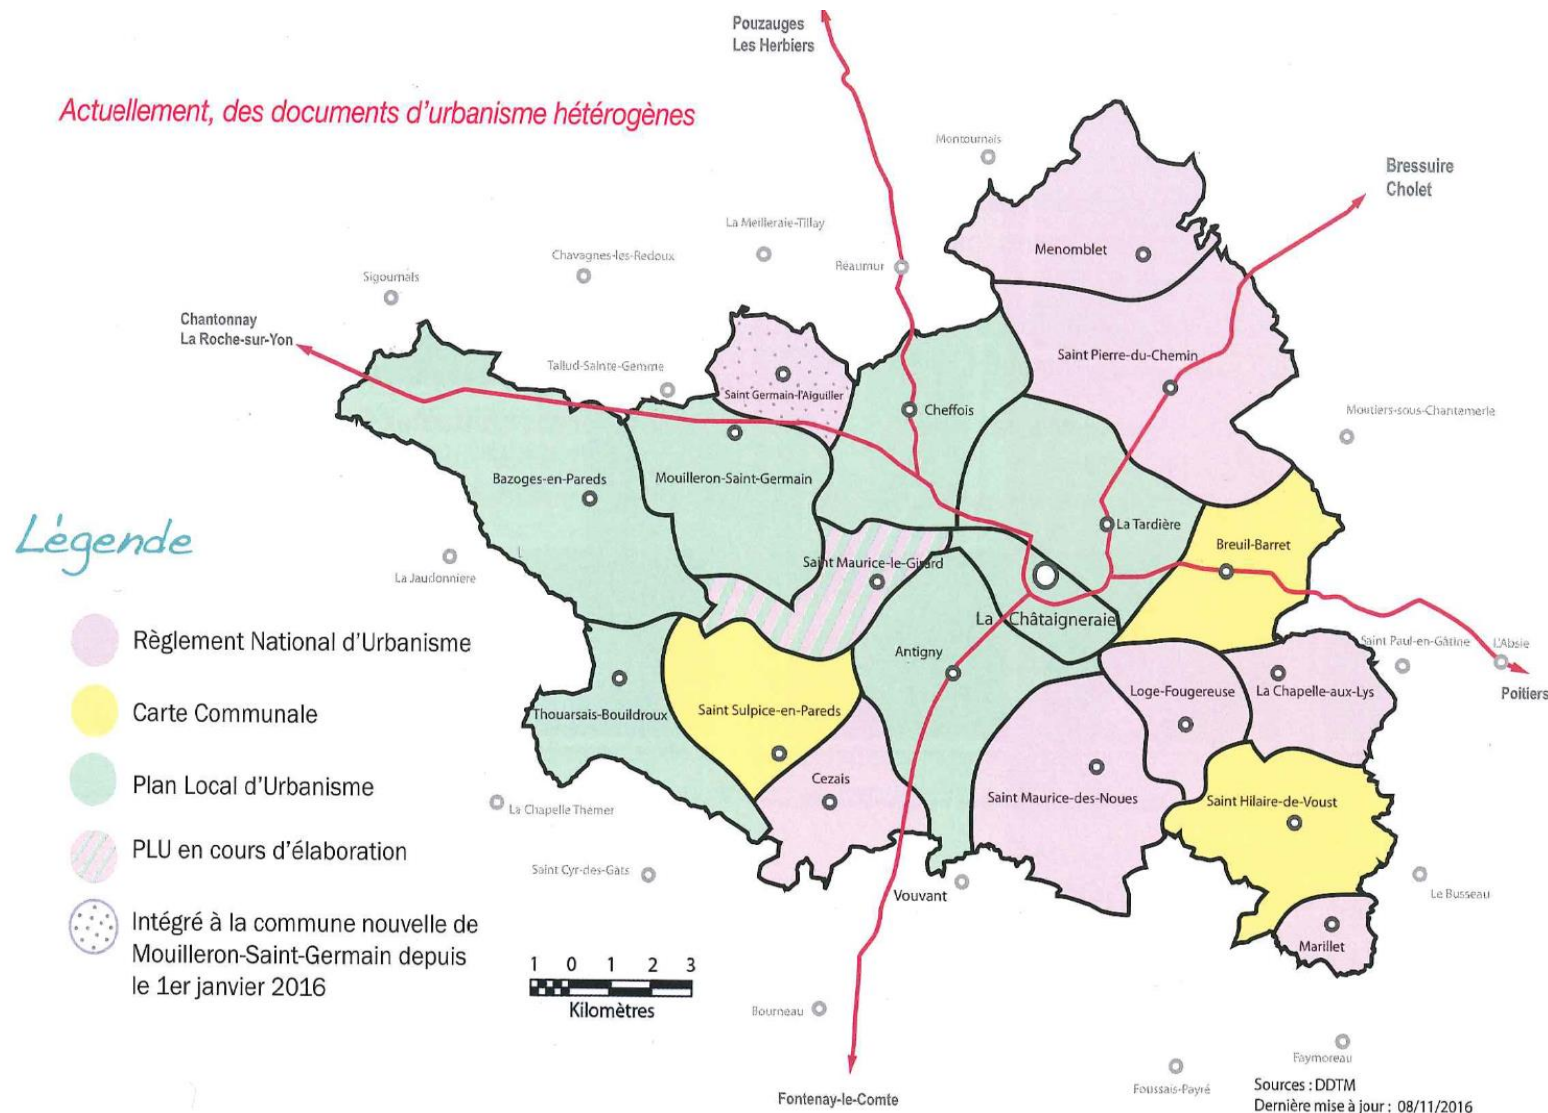 Pouzauges
Les Herbiers
Actuellement, des documents d'urbanisme hétérogènes
Montournais
Bressuire
Cholet
La Meilleraie-Tillay
Menomblet
Chavagnes-les-Redoux
Réaumur
Sigournais
Chantonnay
La Roche-sur-Yon
Saint Pierre-du-Chemin
Tallud-Sainte-Gemme
Saint Germain-l'Aiguiller
Cheffois
Moutiers-sous-Chantemerle
Bazoges-en-Pareds
Mouilleron-Saint-Germain
La Tardière
Légende
Breuil-Barret
Saint Maurice-le-Girard
La Jaudonniere
La Châtaigneraie
Règlement National d'Urbanisme
Saint Paul-en-Gâtine
L'Absie
Antigny
Loge-Fougereuse
La Chapelle-aux-Lys
Poitiers
Carte Communale
Thouarsais-Bouildroux
Saint Sulpice-en-Pareds
Cezais
Plan Local d'Urbanisme
Saint Maurice-des-Noues
Saint Hilaire-de-Voust
La Chapelle Themer
PLU en cours d'élaboration
Saint Cyr-des-Gats
Vouvant
Le Busseau
Intégré à la commune nouvelle de
Mouilleron-Saint-Germain depuis
le 1er janvier 2016
Marillet
1 0 1 2 3
Kilomètres
Bourneau
Faymoreau
Foussais-Payré
Fontenay-le-Comte
Sources : DDTM
Dernière mise à jour : 08/11/2016